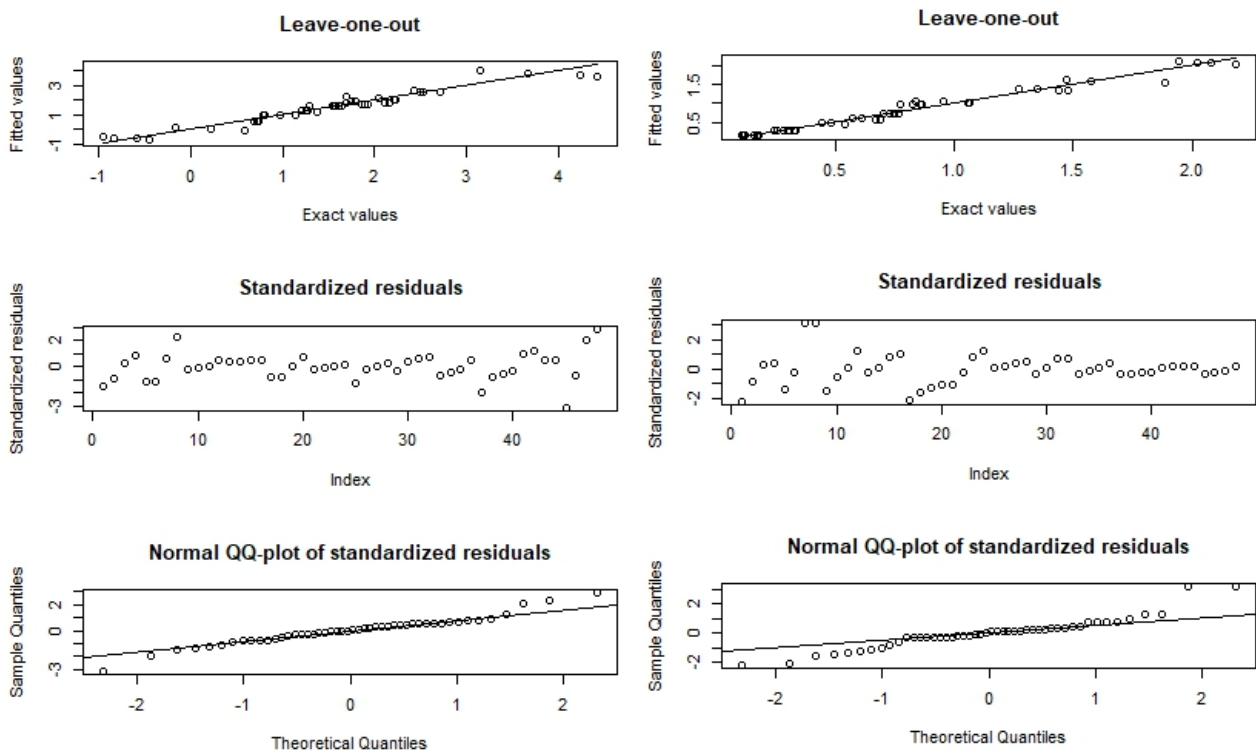 Leave-one-out
Fitted values
-1 1 3
-1 0 1 2 3 4
Exact values
Standardized residuals
Standardized residuals
-3 0 2
0 10 20 30 40
Index
Normal QQ-plot of standardized residuals
Sample Quantiles
-3 0 2
-2 -1 0 1 2
Theoretical Quantiles
Leave-one-out
Fitted values
0.5 1.5
0.5 1.0 1.5 2.0
Exact values
Standardized residuals
Standardized residuals
-2 0 2
0 10 20 30 40
Index
Normal QQ-plot of standardized residuals
Sample Quantiles
-2 0 2
-2 -1 0 1 2
Theoretical Quantiles